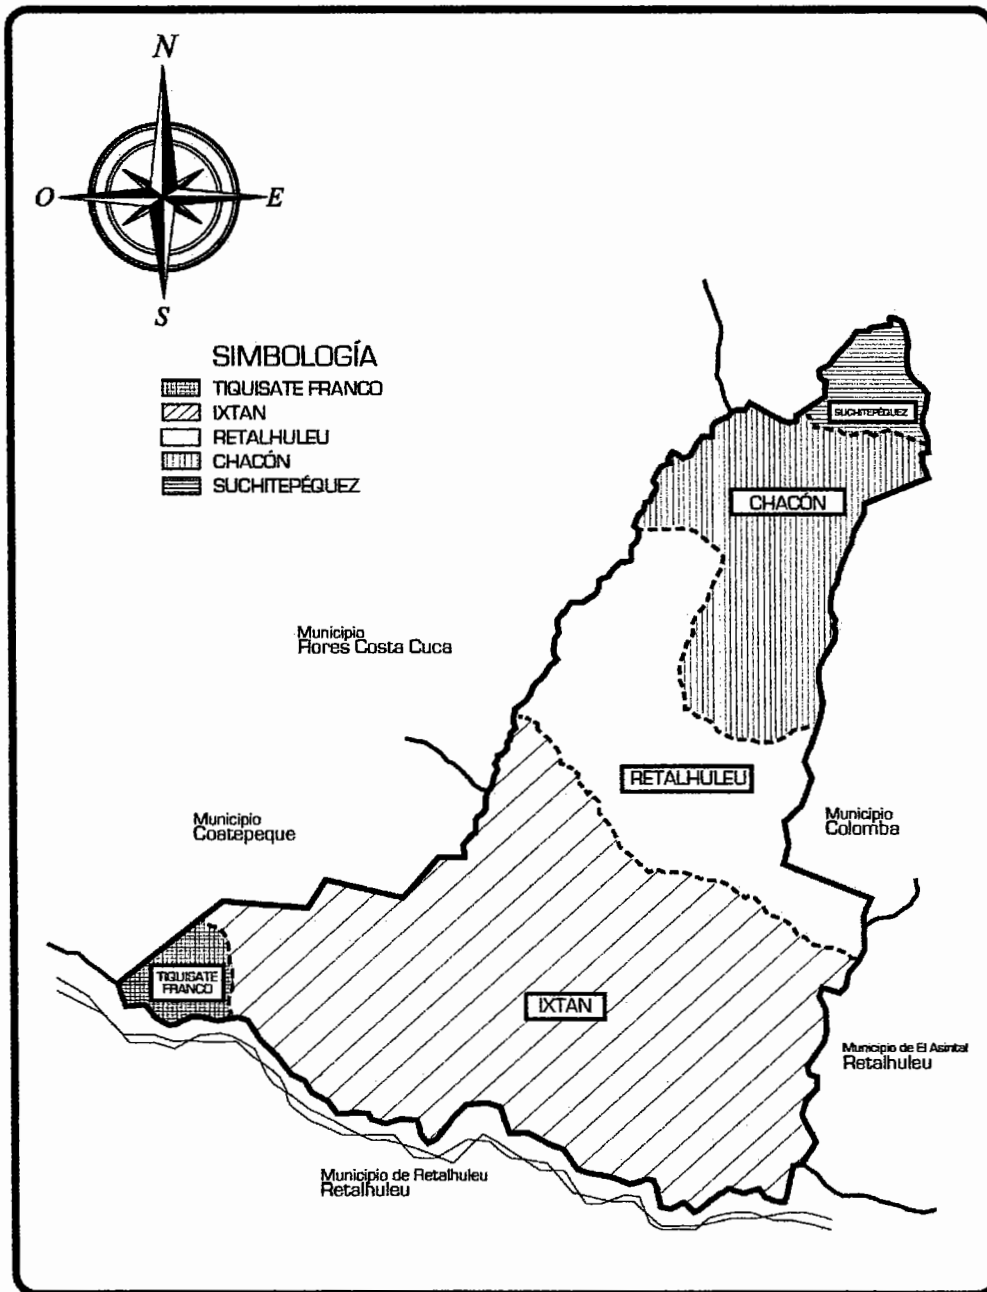 N
O
E
S
SIMBOLOGÍA
TIQUISATE FRANCO
IXTAN
RETALHULEU
CHACÓN
SUCHITEPÉQUEZ
SUCHITEPÉQUEZ
CHACÓN
Municipio
Flores Costa Cuca
RETALHULEU
Municipio
Coatepeque
Municipio
Colomba
TIQUISATE
FRANCO
IXTAN
Municipio de El Asintal
Retalhuleu
Municipio de Retalhuleu
Retalhuleu